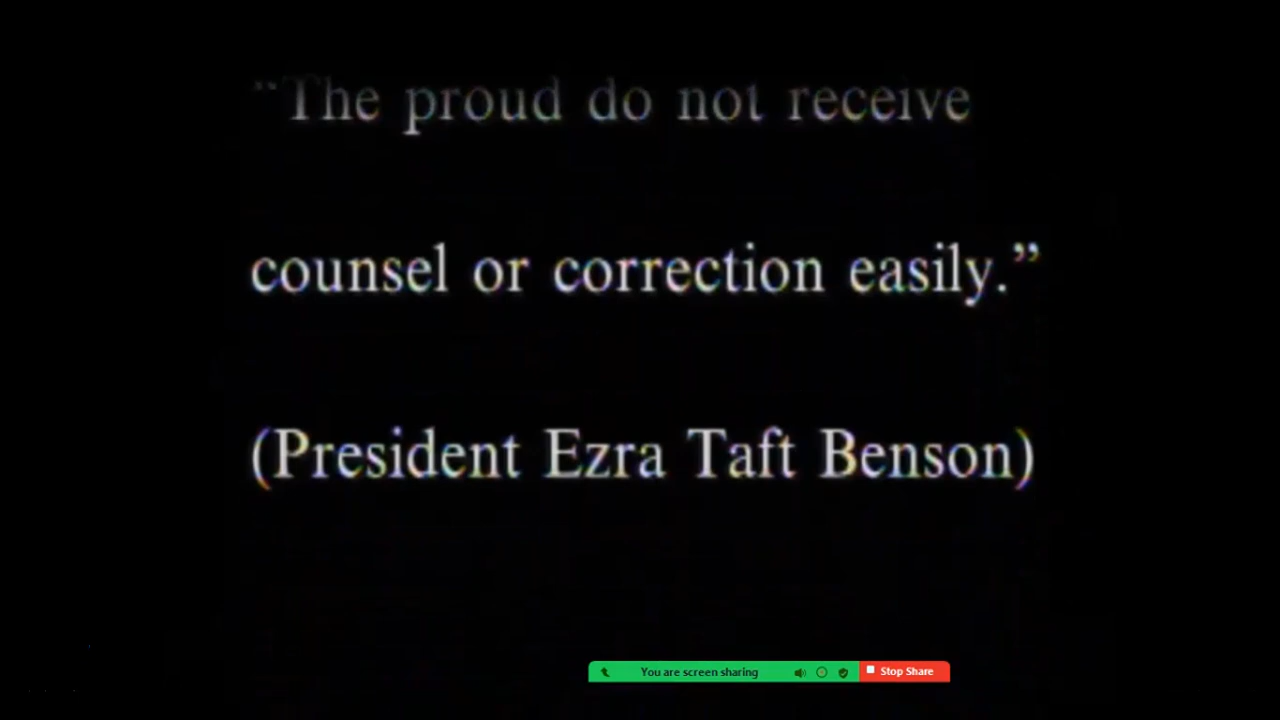 “The proud do not receive
counsel or correction easily.”
(President Ezra Taft Benson)
You are screen sharing
Stop Share